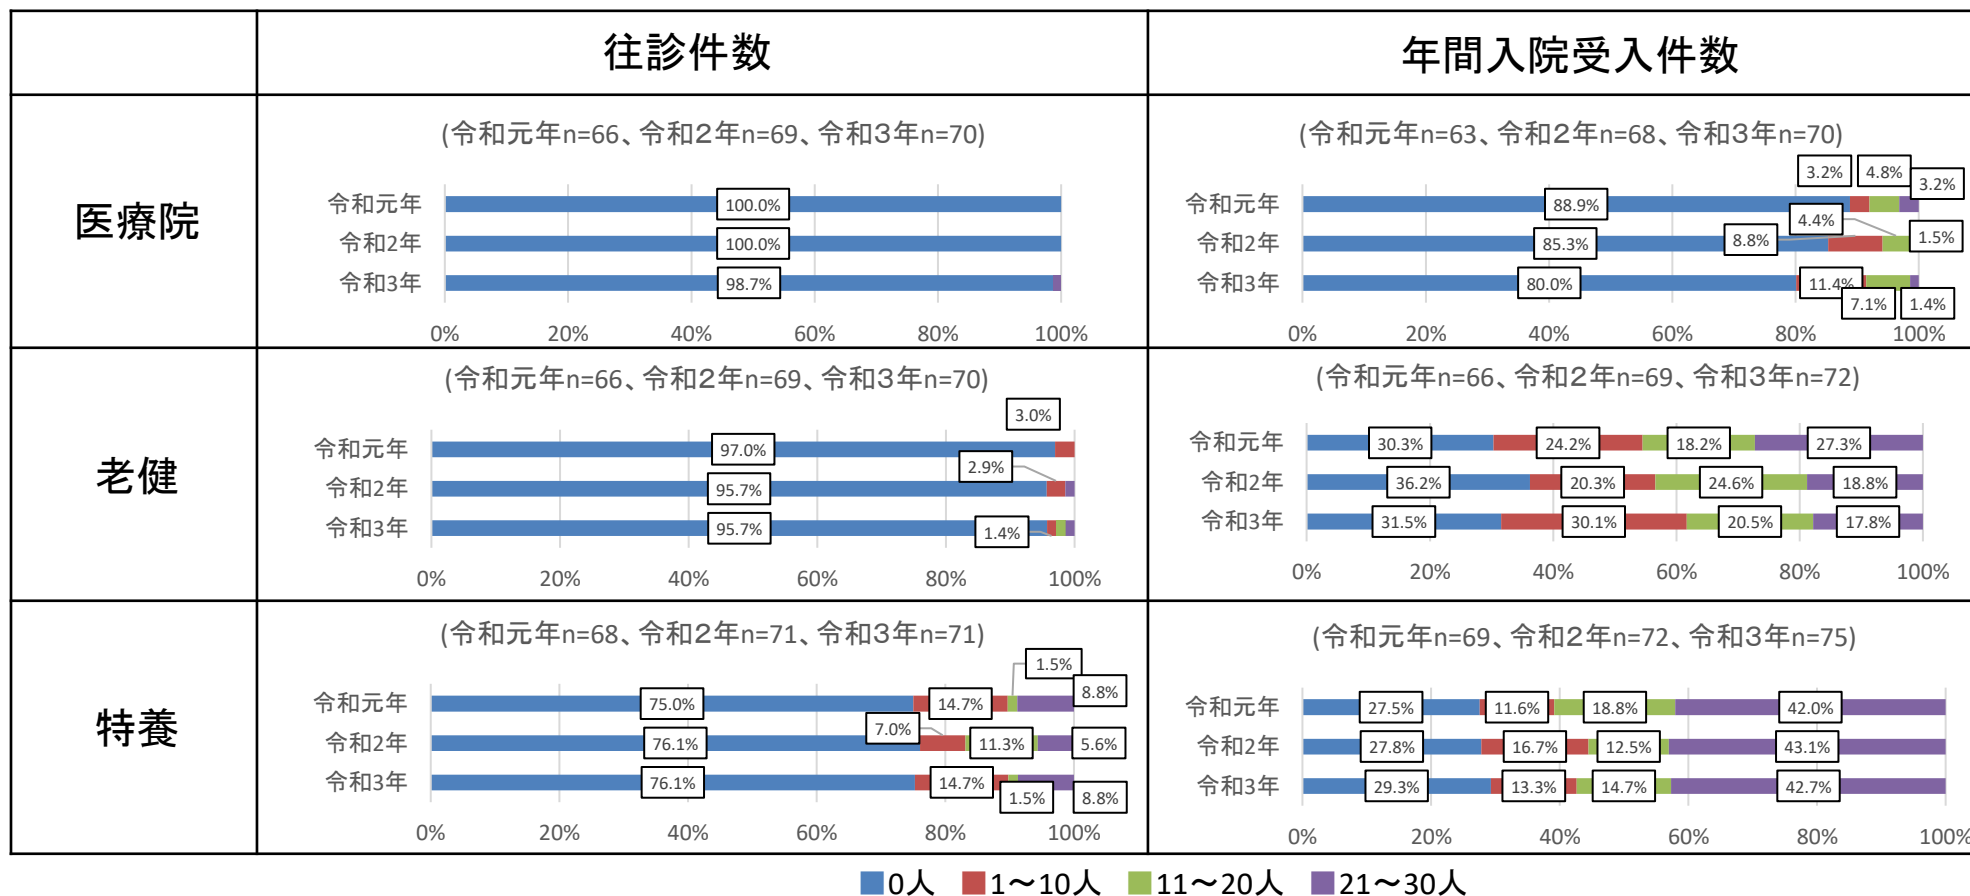 往診件数
年間入院受入件数
医療院
(令和元年n=66、令和2年n=69、令和3年n=70)
令和元年
100.0%
令和2年
100.0%
令和3年
98.7%
0%
20%
40%
60%
80%
100%
(令和元年n=63、令和2年n=68、令和3年n=70)
3.2%
4.8%
3.2%
令和元年
88.9%
4.4%
令和2年
85.3%
8.8%
1.5%
令和3年
80.0%
11.4%
7.1%
1.4%
0%
20%
40%
60%
80%
100%
老健
(令和元年n=66、令和2年n=69、令和3年n=70)
3.0%
令和元年
97.0%
2.9%
令和2年
95.7%
令和3年
95.7%
1.4%
0%
20%
40%
60%
80%
100%
(令和元年n=66、令和2年n=69、令和3年n=72)
令和元年
30.3%
24.2%
18.2%
27.3%
令和2年
36.2%
20.3%
24.6%
18.8%
令和3年
31.5%
30.1%
20.5%
17.8%
0%
20%
40%
60%
80%
100%
特養
(令和元年n=68、令和2年n=71、令和3年n=71)
1.5%
8.8%
令和元年
75.0%
14.7%
7.0%
令和2年
76.1%
11.3%
5.6%
令和3年
76.1%
14.7%
1.5%
8.8%
0%
20%
40%
60%
80%
100%
(令和元年n=69、令和2年n=72、令和3年n=75)
令和元年
27.5%
11.6%
18.8%
42.0%
令和2年
27.8%
16.7%
12.5%
43.1%
令和3年
29.3%
13.3%
14.7%
42.7%
0%
20%
40%
60%
80%
100%
0人
1～10人
11～20人
21～30人